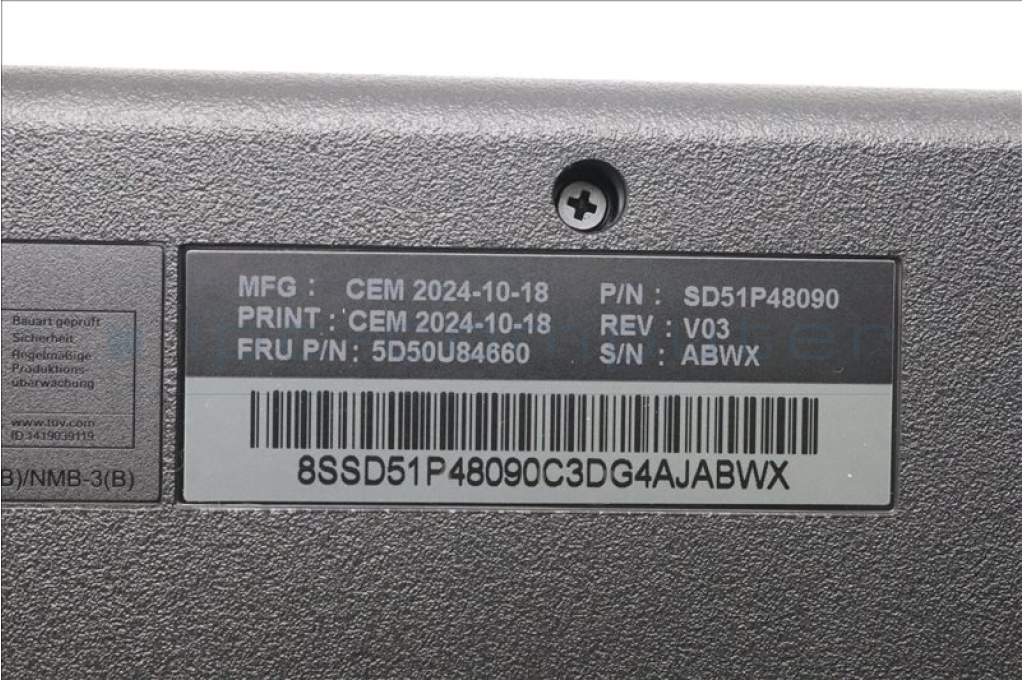 MFG : CEM 2024-10-18
PRINT : CEM 2024-10-18
FRU P/N: 5D50U84660
P/N : SD51P48090
REV : V03
S/N : ABWX
8SSD51P48090C3DG4AJABWX
Bauart geprüft
Sicherheit
Regelmäßige
Produktions-
überwachung
www.tuv.com
ID 1419039119
B)/NMB-3(B)